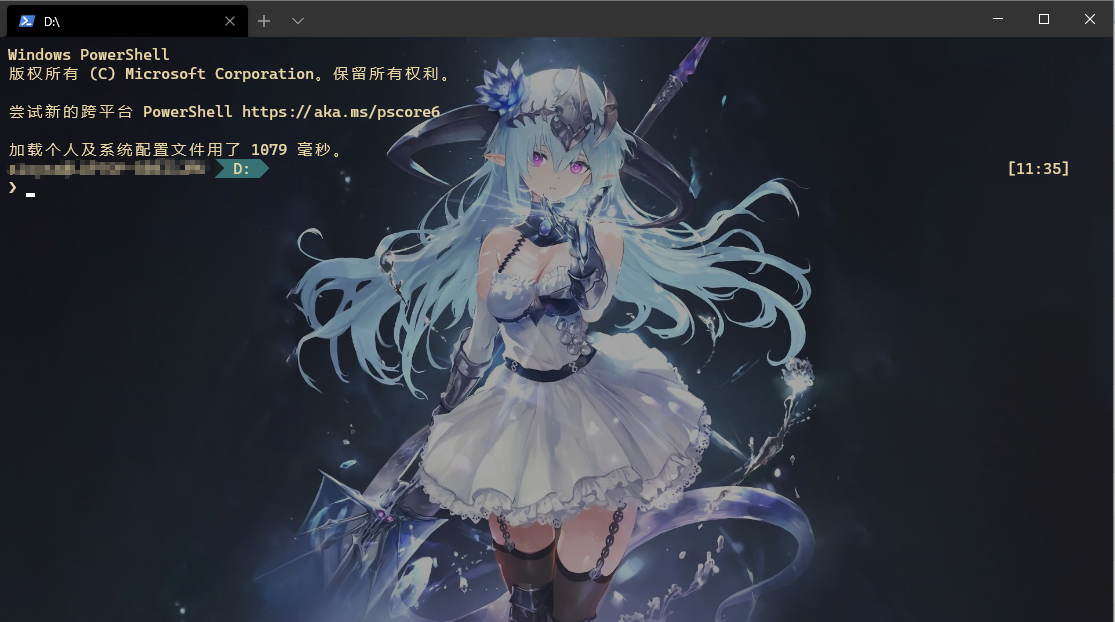 D:\
Windows PowerShell
版权所有 (C) Microsoft Corporation。保留所有权利。
尝试新的跨平台 PowerShell https://aka.ms/pscore6
加载个人及系统配置文件用了 1079 毫秒。
D: [11:35]
❯